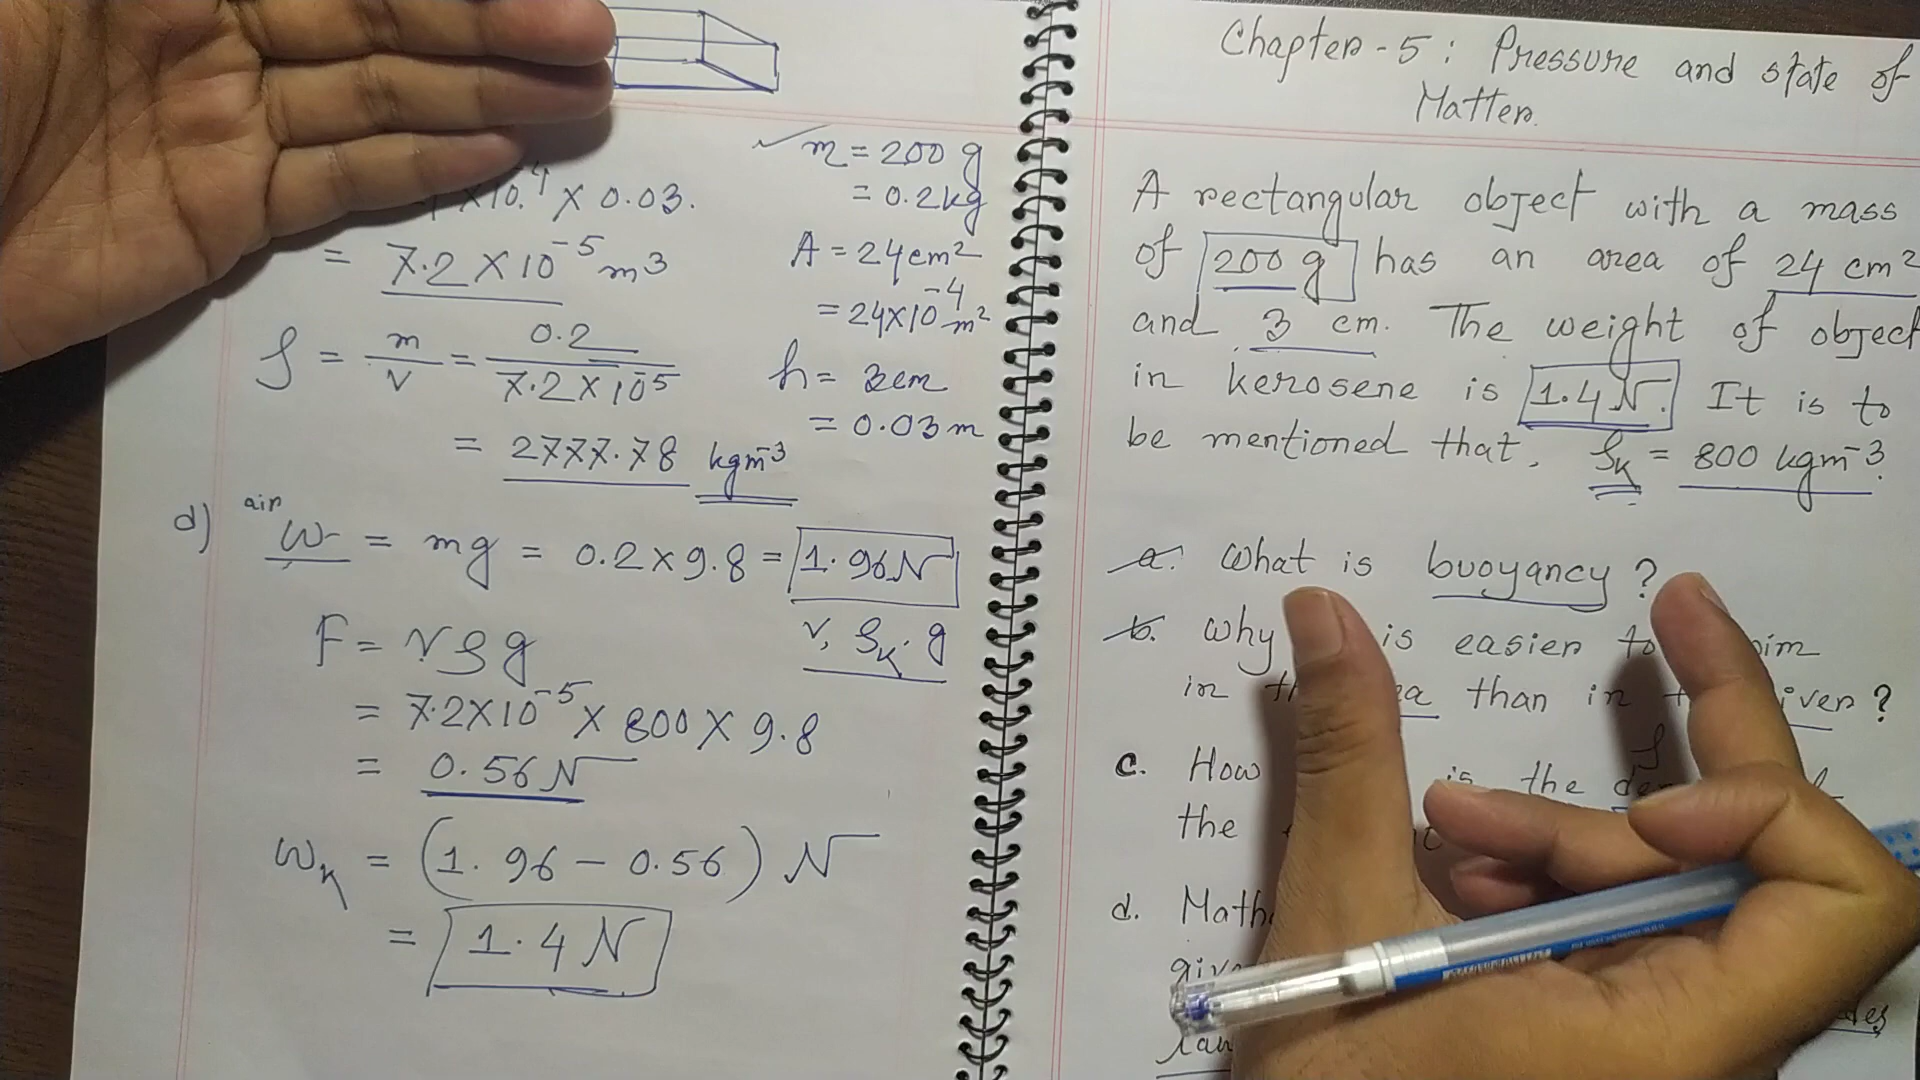 ×10⁻⁴ × 0.03.
= 7.2 × 10⁻⁵ m³
ρ = m/v = 0.2/7.2 × 10⁻⁵
= 2777.78 kgm⁻³
m = 200 g
= 0.2kg
A = 24cm²
= 24×10⁻⁴ m²
h = 3cm
= 0.03m
d) air
w = mg = 0.2 × 9.8 = 1.96N
F = vρg
v, ρk. g
= 7.2×10⁻⁵ × 800 × 9.8
= 0.56N
wk = (1.96 - 0.56) N
= 1.4 N
Chapter-5: Pressure and state of
Matter.
A rectangular object with a mass
of 200 g has an area of 24 cm²
and 3 cm. The weight of object
in kerosene is 1.4 N. It is to
be mentioned that, ρk = 800 kgm⁻³.
a. What is buoyancy?
b. Why is easier to
in than in
c. How is the
the
d.